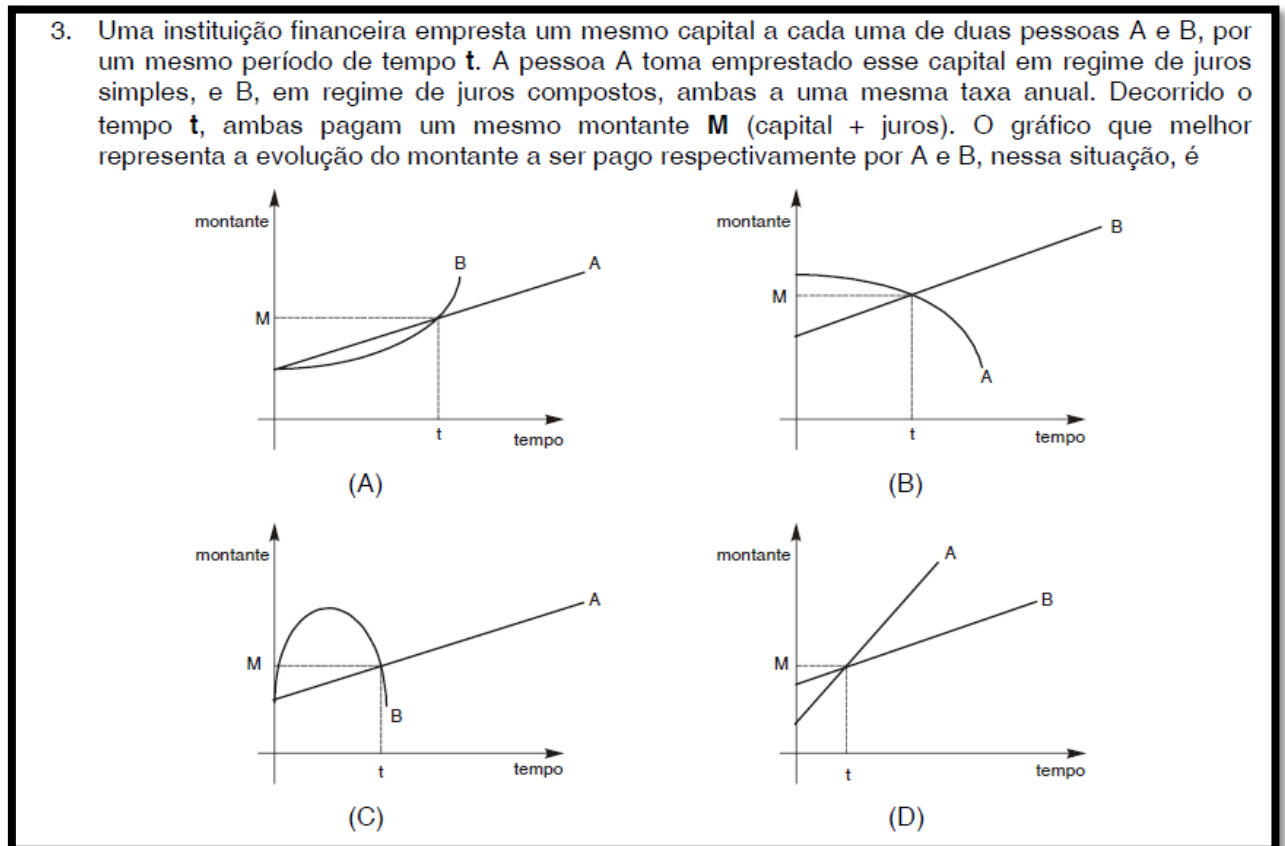 3. Uma instituição financeira empresta um mesmo capital a cada uma de duas pessoas A e B, por
um mesmo período de tempo t. A pessoa A toma emprestado esse capital em regime de juros
simples, e B, em regime de juros compostos, ambas a uma mesma taxa anual. Decorrido o
tempo t, ambas pagam um mesmo montante M (capital + juros). O gráfico que melhor
representa a evolução do montante a ser pago respectivamente por A e B, nessa situação, é
montante
B
A
M
t
tempo
(A)
montante
B
M
A
t
tempo
(B)
montante
A
M
B
t
tempo
(C)
montante
A
B
M
t
tempo
(D)